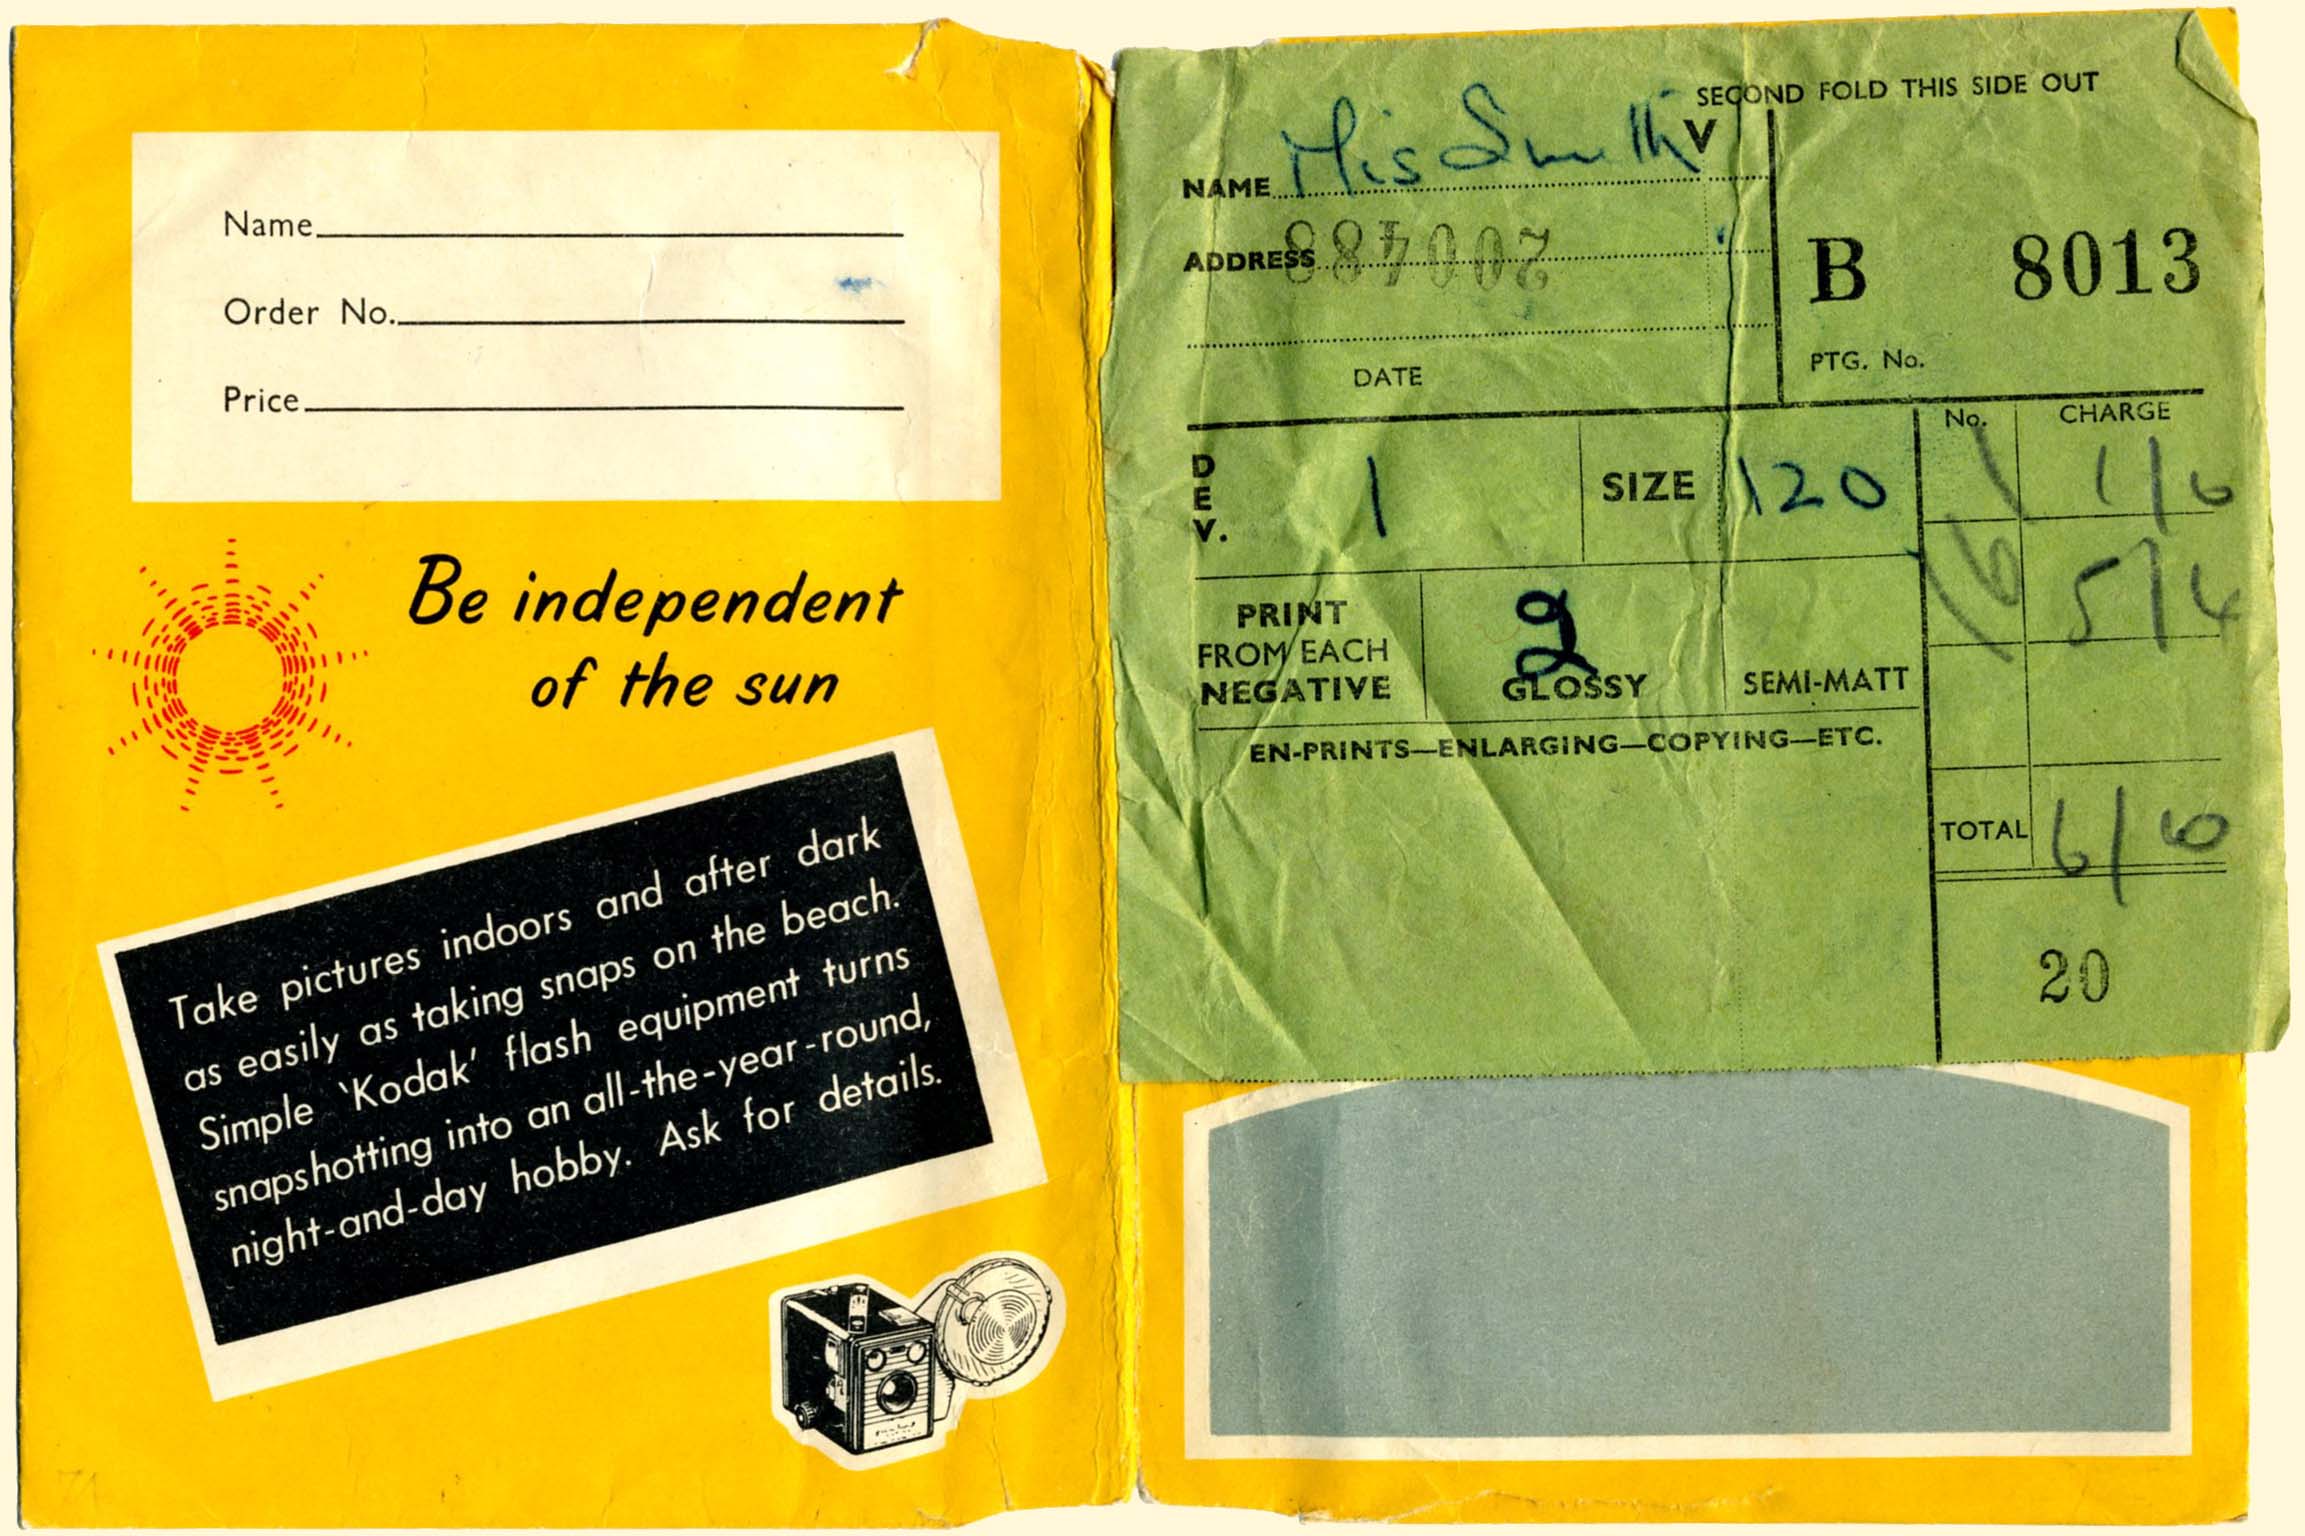 Name
Order No.
Price
Be independent
of the sun
Take pictures indoors and after dark
as easily as taking snaps on the beach.
Simple 'Kodak' flash equipment turns
snapshotting into an all-the-year-round,
night-and-day hobby. Ask for details.
SECOND FOLD THIS SIDE OUT
V
NAME Mis Smith
ADDRESS 200488
DATE
B 8013
PTG. No.
No. CHARGE
DEV. 1 SIZE 120
1 1/6
PRINT
FROM EACH
NEGATIVE
2
GLOSSY
SEMI-MATT
16 5/4
EN-PRINTS—ENLARGING—COPYING—ETC.
TOTAL 6/10
20